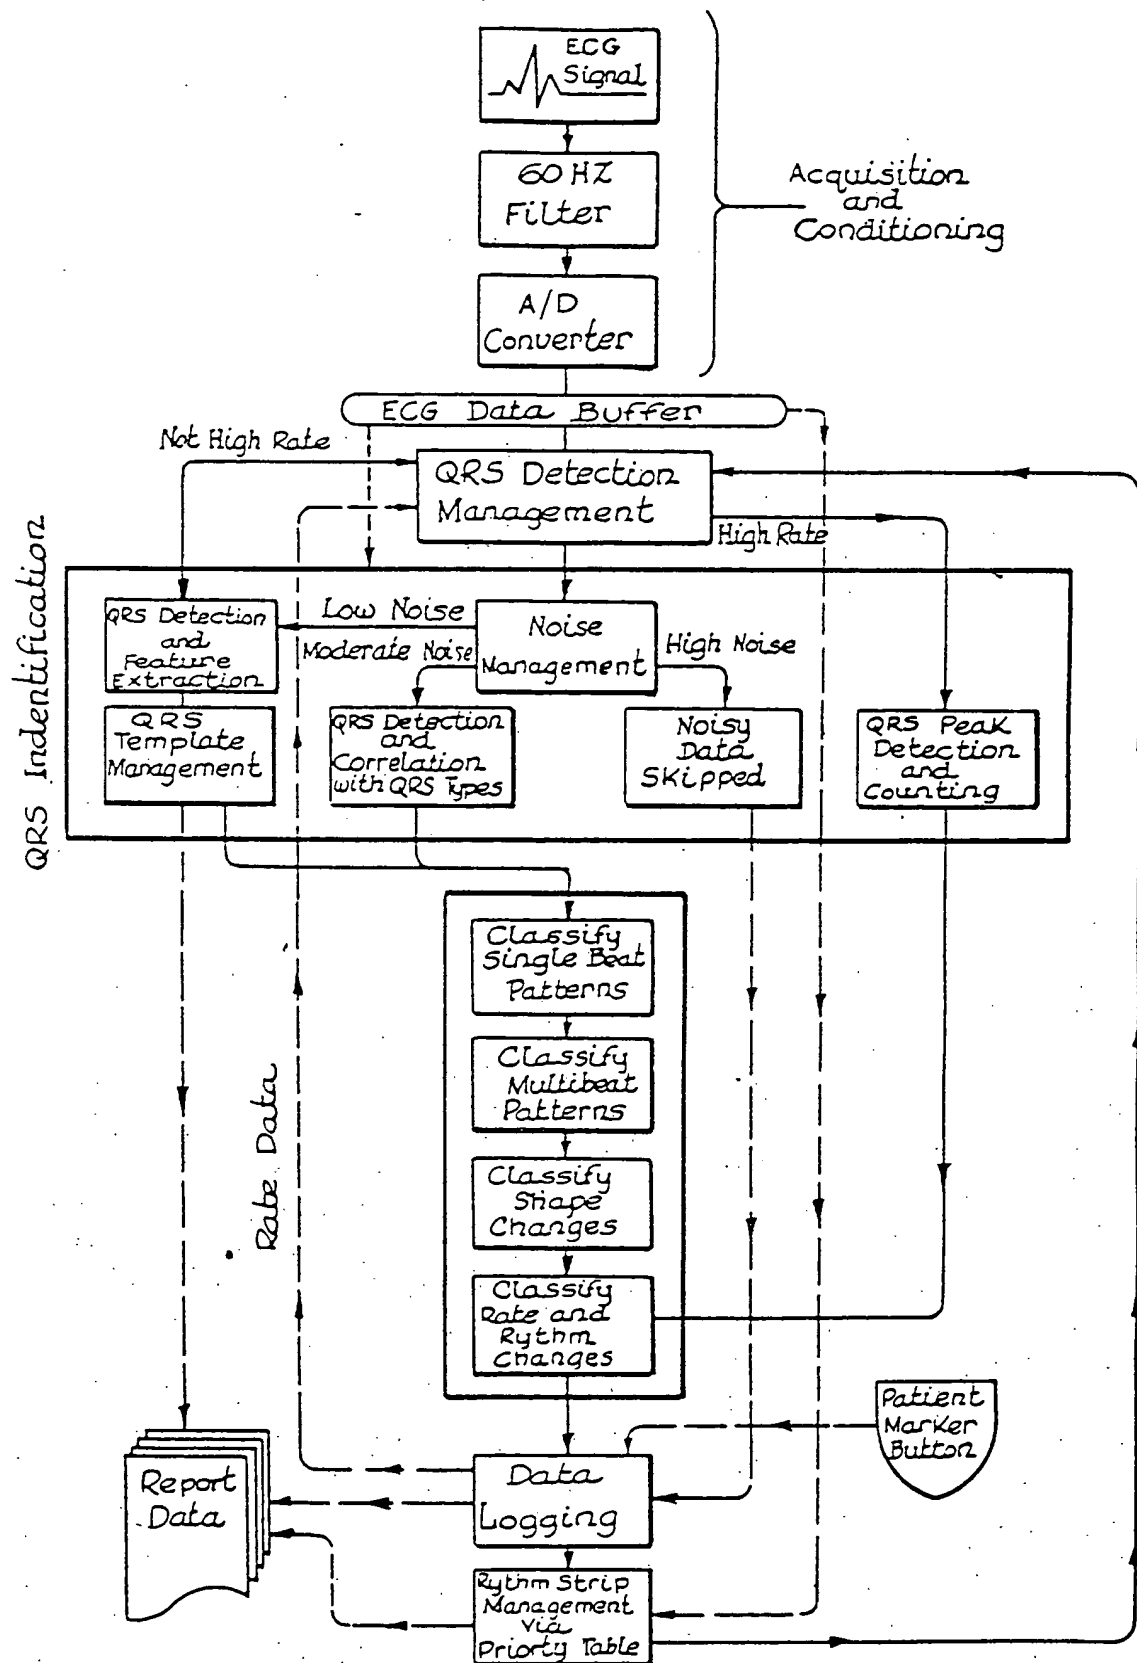 ECG
Signal
60 HZ
Filter
Acquisition
and
Conditioning
A/D
Converter
ECG Data Buffer
Not High Rate
QRS Detection
Management
High Rate
QRS Indentification
QRS Detection
and
Feature
Extraction
Low Noise
Moderate Noise
Noise
Management
High Noise
QRS
Template
Management
QRS Detection
and
Correlation
with QRS Types
Noisy
Data
Skipped
QRS Peak
Detection
and
Counting
Classify
Single Beat
Patterns
Classify
Multibeat
Patterns
Rate Data
Classify
Shape
Changes
Classify
Rate and
Rythm
Changes
Patient
Marker
Button
Report
Data
Data
Logging
Rythm Strip
Management
via
Priorty Table